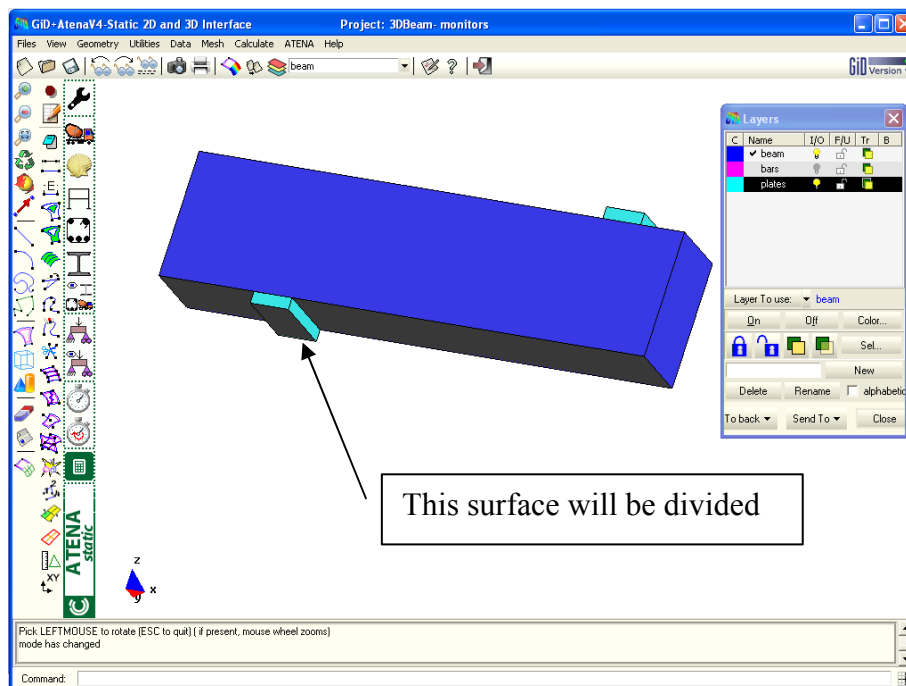 GiD+AtenaV4-Static 2D and 3D Interface Project: 3DBeam- monitors
Files View Geometry Utilities Data Mesh Calculate ATENA Help
beam
GiD Version
Layers
C Name I/O F/U Tr B
beam
bars
plates
Layer To use: beam
On Off Color...
Sel...
New
Delete Rename alphabetic
To back Send To Close
.E.
XY
ATENA
static
This surface will be divided
z
x
y
Pick LEFTMOUSE to rotate (ESC to quit) ( if present, mouse wheel zooms)
mode has changed
Command: